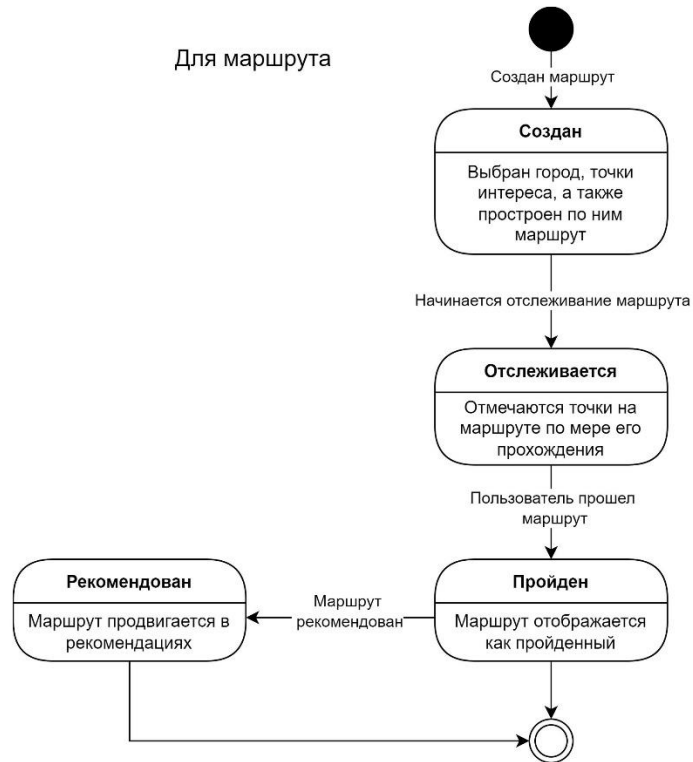 Для маршрута
Создан маршрут
Создан
Выбран город, точки
интереса, а также
простроен по ним
маршрут
Начинается отслеживание маршрута
Отслеживается
Отмечаются точки на
маршруте по мере его
прохождения
Пользователь прошел
маршрут
Рекомендован
Маршрут продвигается в
рекомендациях
Маршрут
рекомендован
Пройден
Маршрут отображается
как пройденный